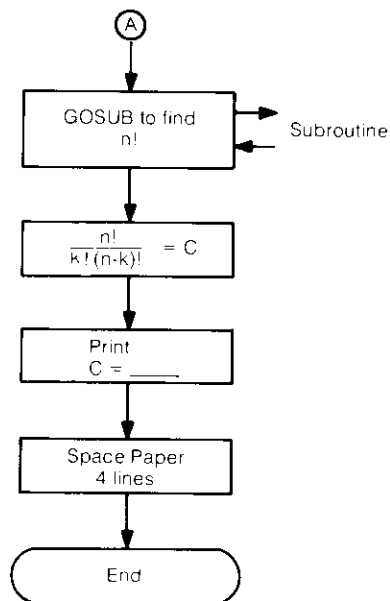 A
GOSUB to find
n!
Subroutine
n!
k!(n-k)! = C
Print
C = ____
Space Paper
4 lines
End